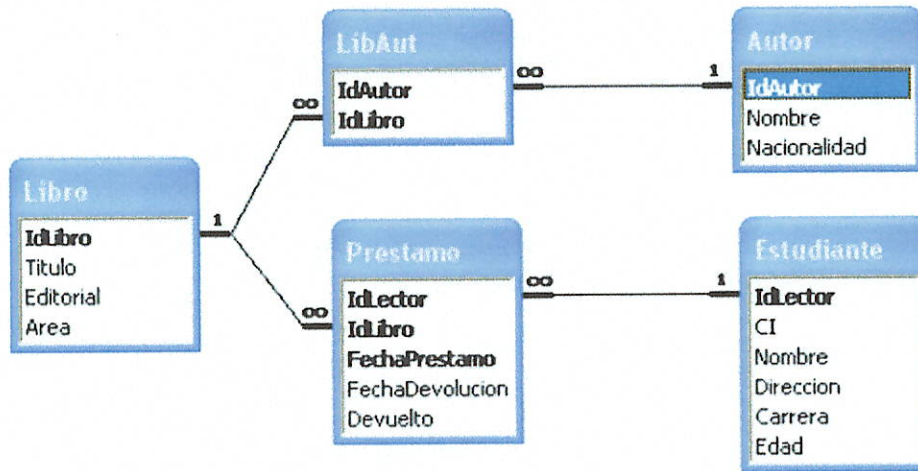 LibAut
IdAutor
IdLibro
Autor
IdAutor
Nombre
Nacionalidad
Libro
IdLibro
Titulo
Editorial
Area
Prestamo
IdLector
IdLibro
FechaPrestamo
FechaDevolucion
Devuelto
Estudiante
IdLector
CI
Nombre
Direccion
Carrera
Edad
∞
1
∞
1
∞
∞
1